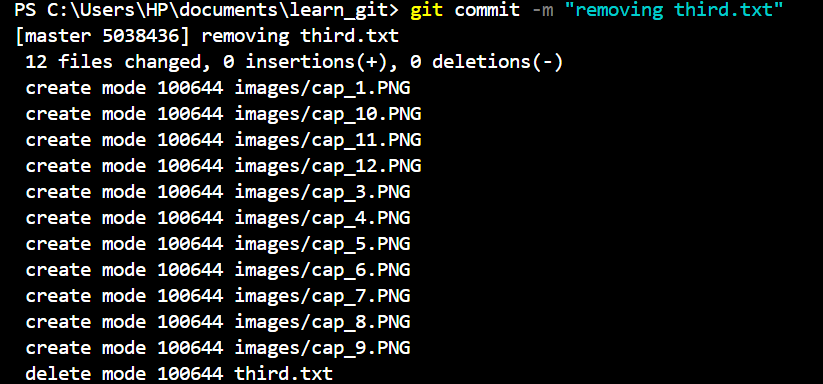 PS C:\Users\HP\documents\learn_git> git commit -m "removing third.txt"
[master 5038436] removing third.txt
 12 files changed, 0 insertions(+), 0 deletions(-)
 create mode 100644 images/cap_1.PNG
 create mode 100644 images/cap_10.PNG
 create mode 100644 images/cap_11.PNG
 create mode 100644 images/cap_12.PNG
 create mode 100644 images/cap_3.PNG
 create mode 100644 images/cap_4.PNG
 create mode 100644 images/cap_5.PNG
 create mode 100644 images/cap_6.PNG
 create mode 100644 images/cap_7.PNG
 create mode 100644 images/cap_8.PNG
 create mode 100644 images/cap_9.PNG
 delete mode 100644 third.txt